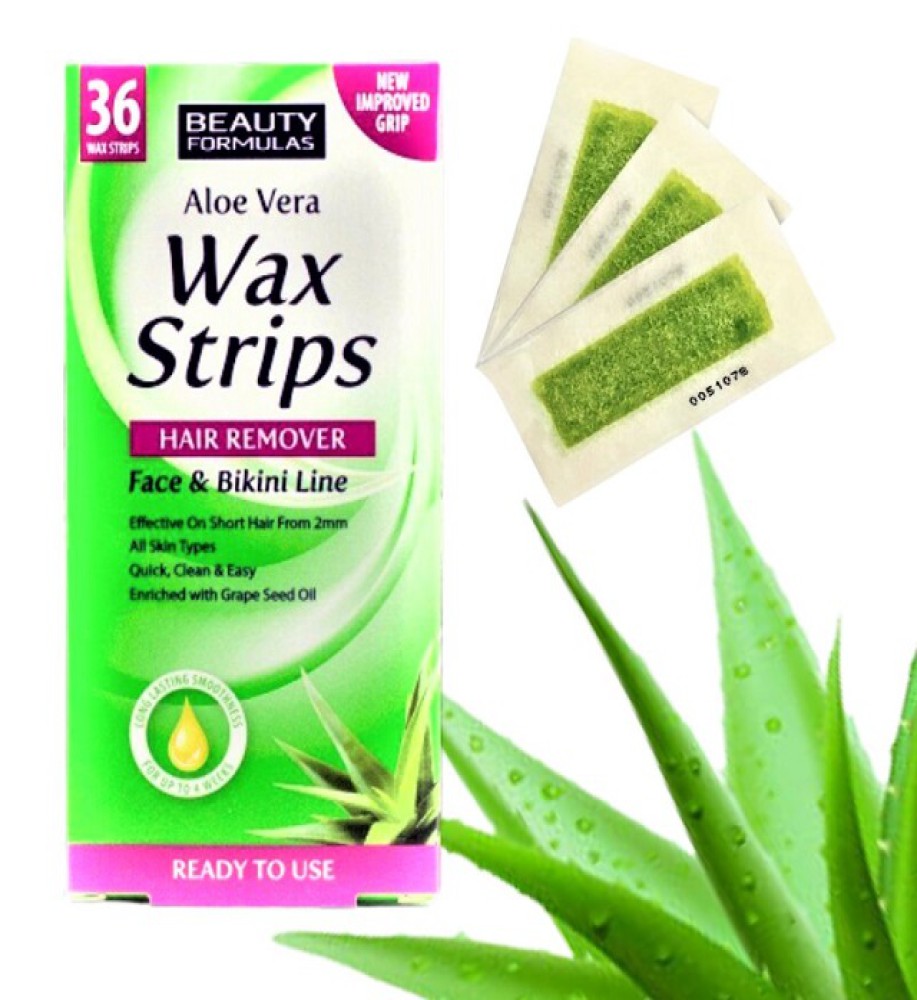 36
WAX STRIPS
BEAUTY
FORMULAS
NEW
IMPROVED
GRIP
Aloe Vera
Wax
Strips
HAIR REMOVER
Face & Bikini Line
Effective On Short Hair From 2mm
All Skin Types
Quick, Clean & Easy
Enriched with Grape Seed Oil
LONG LASTING SMOOTHNESS
FOR UP TO 4 WEEKS
READY TO USE
0051078